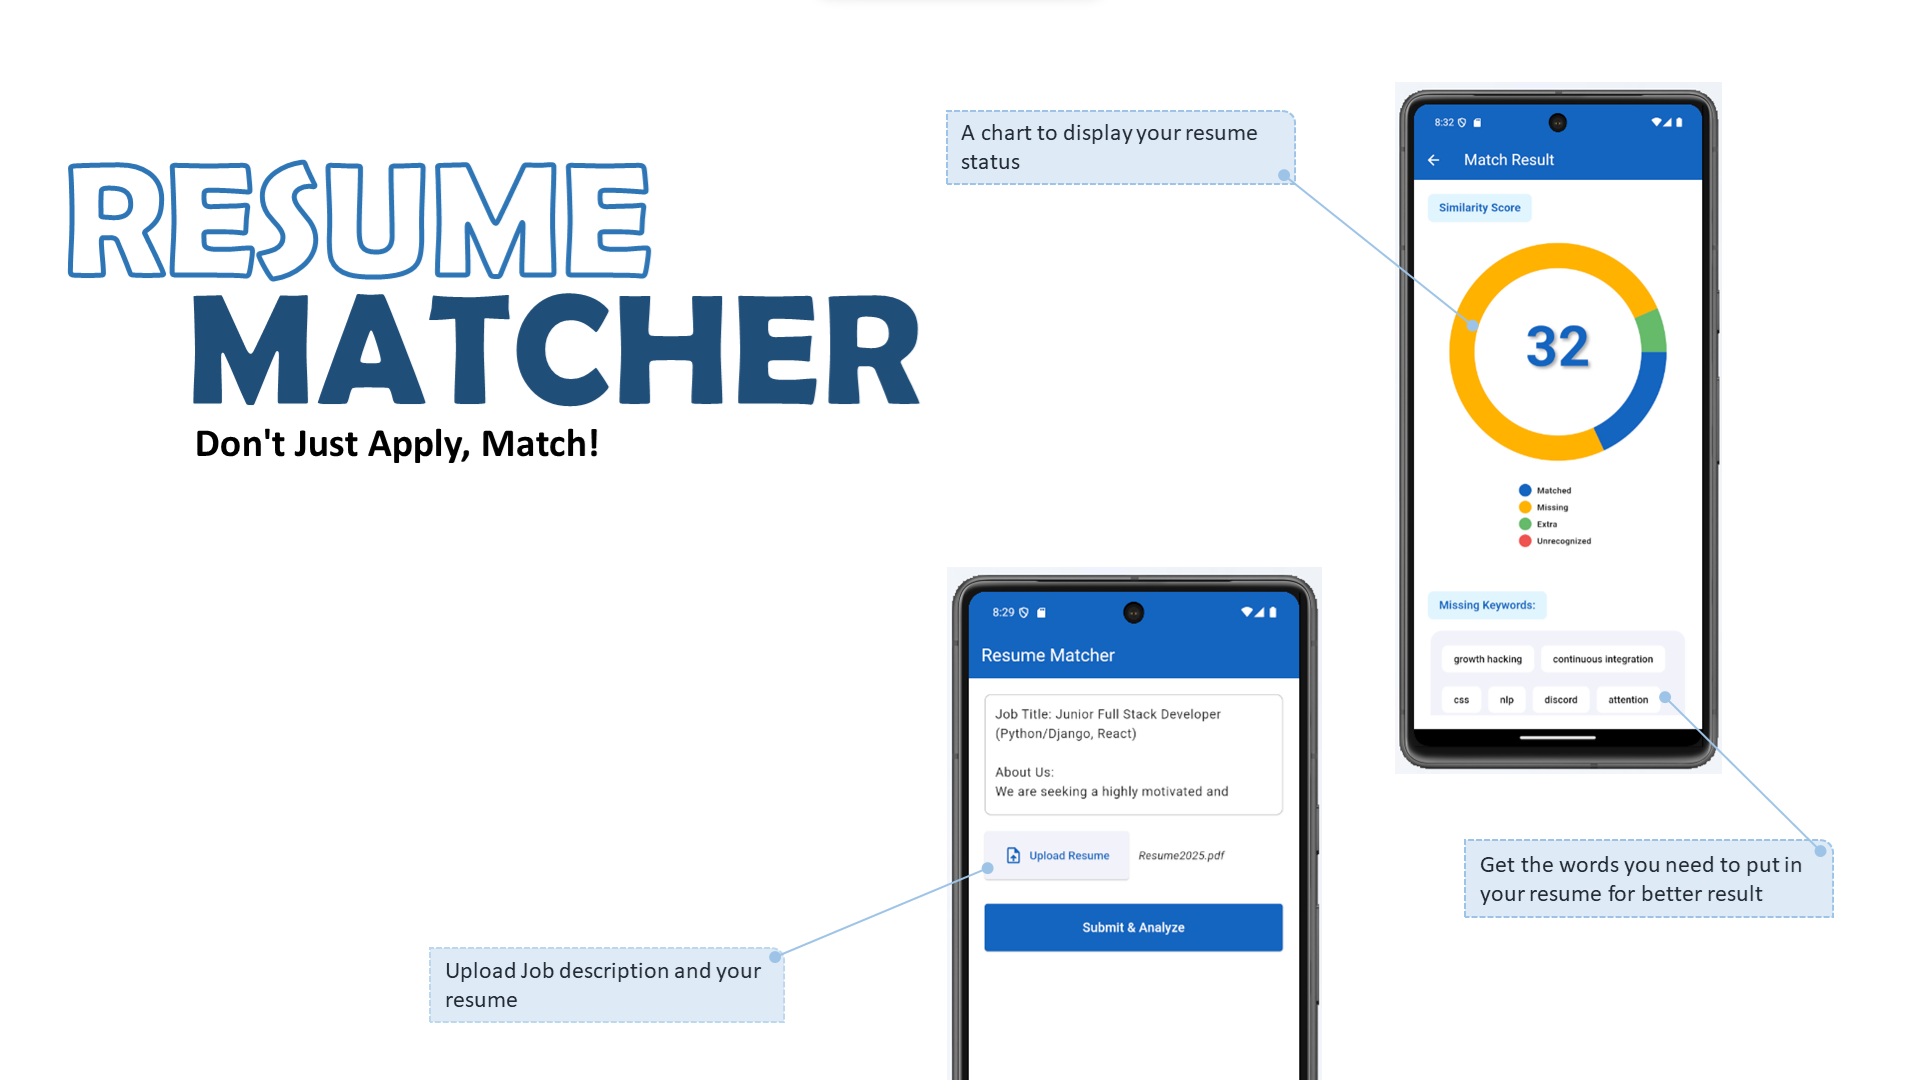 RESUME
MATCHER
Don't Just Apply, Match!
A chart to display your resume
status
8:32
Match Result
Similarity Score
32
Matched
Missing
Extra
Unrecognized
Missing Keywords:
growth hacking
continuous integration
css
nlp
discord
attention
Get the words you need to put in
your resume for better result
8:29
Resume Matcher
Job Title: Junior Full Stack Developer
(Python/Django, React)
About Us:
We are seeking a highly motivated and
Upload Resume
Resume2025.pdf
Submit & Analyze
Upload Job description and your
resume